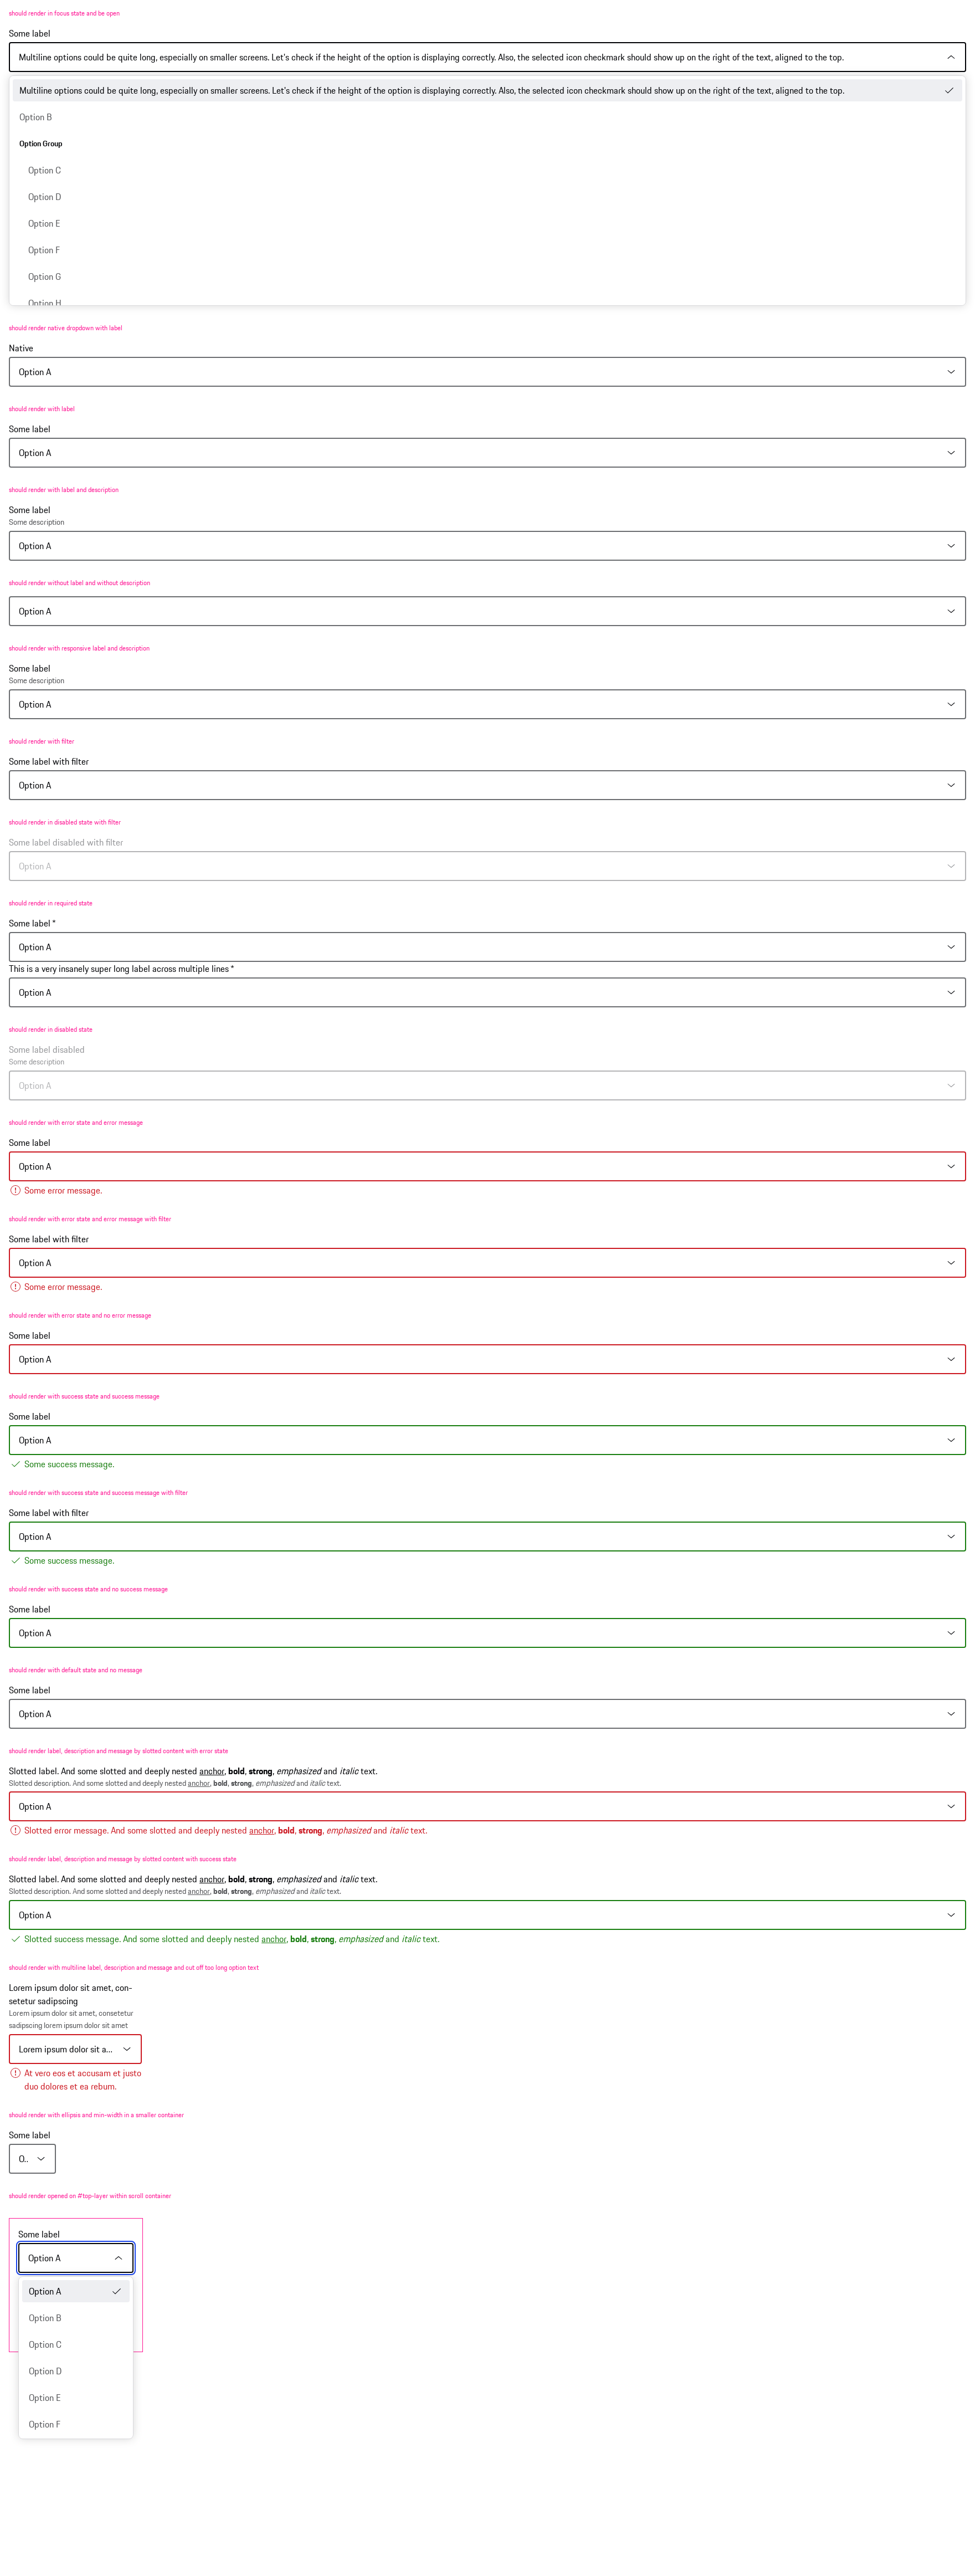 should render in focus state and be open
Some label
Multiline options could be quite long, especially on smaller screens. Let's check if the height of the option is displaying correctly. Also, the selected icon checkmark should show up on the right of the text, aligned to the top.
Multiline options could be quite long, especially on smaller screens. Let's check if the height of the option is displaying correctly. Also, the selected icon checkmark should show up on the right of the text, aligned to the top.
Option B
Option Group
Option C
Option D
Option E
Option F
Option G
Option H
should render native dropdown with label
Native
Option A
should render with label
Some label
Option A
should render with label and description
Some label
Some description
Option A
should render without label and without description
Option A
should render with responsive label and description
Some label
Some description
Option A
should render with filter
Some label with filter
Option A
should render in disabled state with filter
Some label disabled with filter
Option A
should render in required state
Some label *
Option A
This is a very insanely super long label across multiple lines *
Option A
should render in disabled state
Some label disabled
Some description
Option A
should render with error state and error message
Some label
Option A
Some error message.
should render with error state and error message with filter
Some label with filter
Option A
Some error message.
should render with error state and no error message
Some label
Option A
should render with success state and success message
Some label
Option A
Some success message.
should render with success state and success message with filter
Some label with filter
Option A
Some success message.
should render with success state and no success message
Some label
Option A
should render with default state and no message
Some label
Option A
should render label, description and message by slotted content with error state
Slotted label. And some slotted and deeply nested anchor, bold, strong, emphasized and italic text.
Slotted description. And some slotted and deeply nested anchor, bold, strong, emphasized and italic text.
Option A
Slotted error message. And some slotted and deeply nested anchor, bold, strong, emphasized and italic text.
should render label, description and message by slotted content with success state
Slotted label. And some slotted and deeply nested anchor, bold, strong, emphasized and italic text.
Slotted description. And some slotted and deeply nested anchor, bold, strong, emphasized and italic text.
Option A
Slotted success message. And some slotted and deeply nested anchor, bold, strong, emphasized and italic text.
should render with multiline label, description and message and cut off too long option text
Lorem ipsum dolor sit amet, con-
setetur sadipscing
Lorem ipsum dolor sit amet, consetetur
sadipscing lorem ipsum dolor sit amet
Lorem ipsum dolor sit a...
At vero eos et accusam et justo
duo dolores et ea rebum.
should render with ellipsis and min-width in a smaller container
Some label
O..
should render opened on #top-layer within scroll container
Some label
Option A
Option A
Option B
Option C
Option D
Option E
Option F